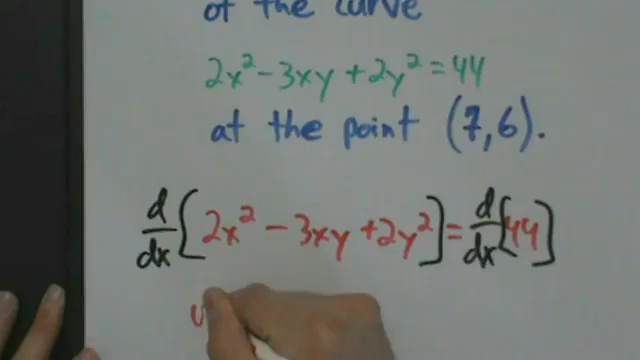 of the curve
2x² - 3xy + 2y² = 44
at the point (7,6).
d/dx [2x² - 3xy + 2y²] = d/dx [44]